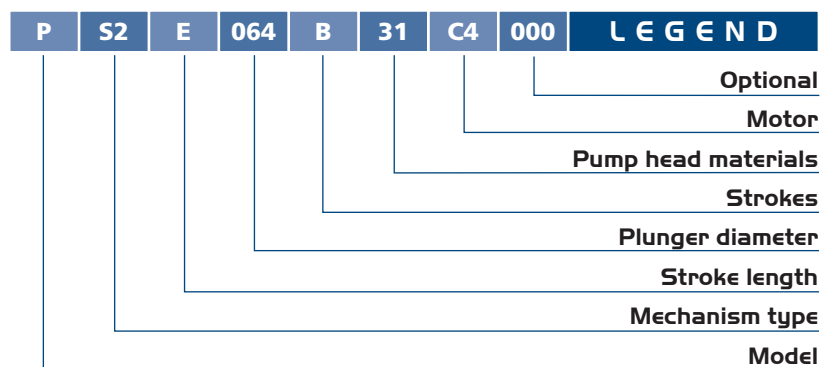 P S2 E 064 B 31 C4 000 LEGEND
Optional
Motor
Pump head materials
Strokes
Plunger diameter
Stroke length
Mechanism type
Model